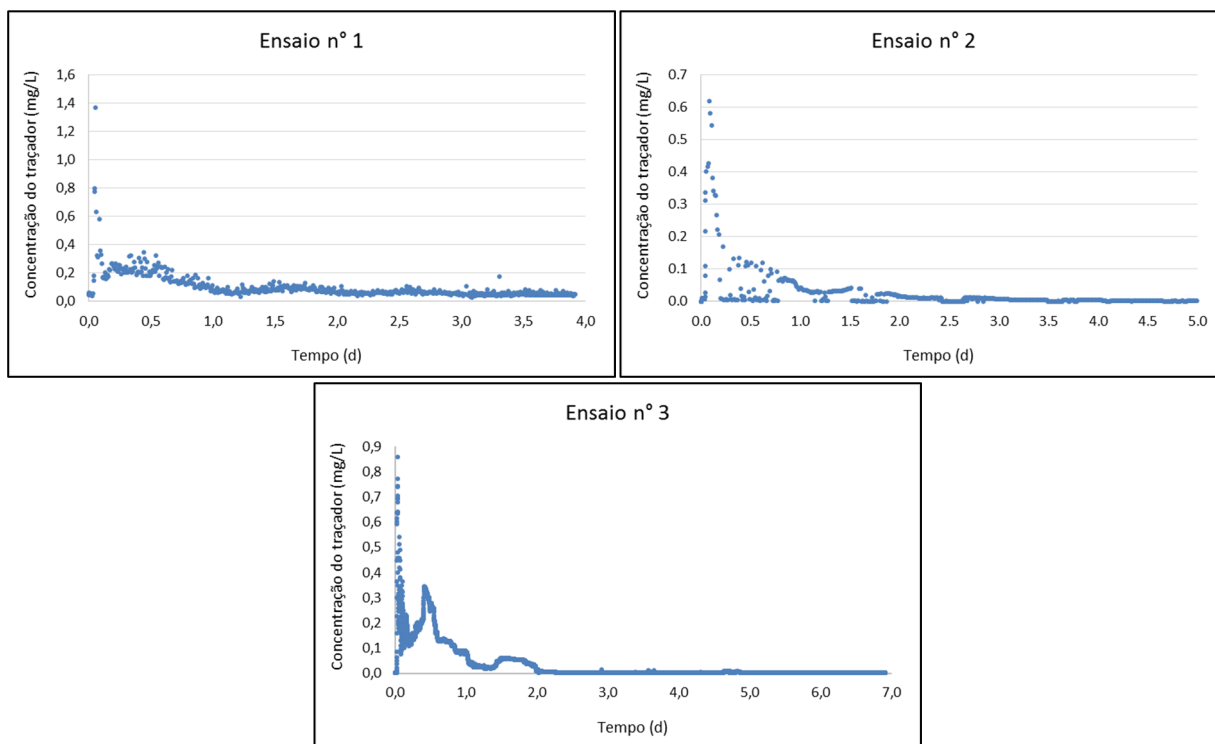 Ensaio n° 1
Concentração do traçador (mg/L)
1,6
1,4
1,2
1,0
0,8
0,6
0,4
0,2
0,0
0,0 0,5 1,0 1,5 2,0 2,5 3,0 3,5 4,0
Tempo (d)
Ensaio n° 2
Concentração do traçador (mg/L)
0.7
0.6
0.5
0.4
0.3
0.2
0.1
0.0
0.0 0.5 1.0 1.5 2.0 2.5 3.0 3.5 4.0 4.5 5.0
Tempo (d)
Ensaio n° 3
Concentração do traçador (mg/L)
0,9
0,8
0,7
0,6
0,5
0,4
0,3
0,2
0,1
0,0
0,0 1,0 2,0 3,0 4,0 5,0 6,0 7,0
Tempo (d)